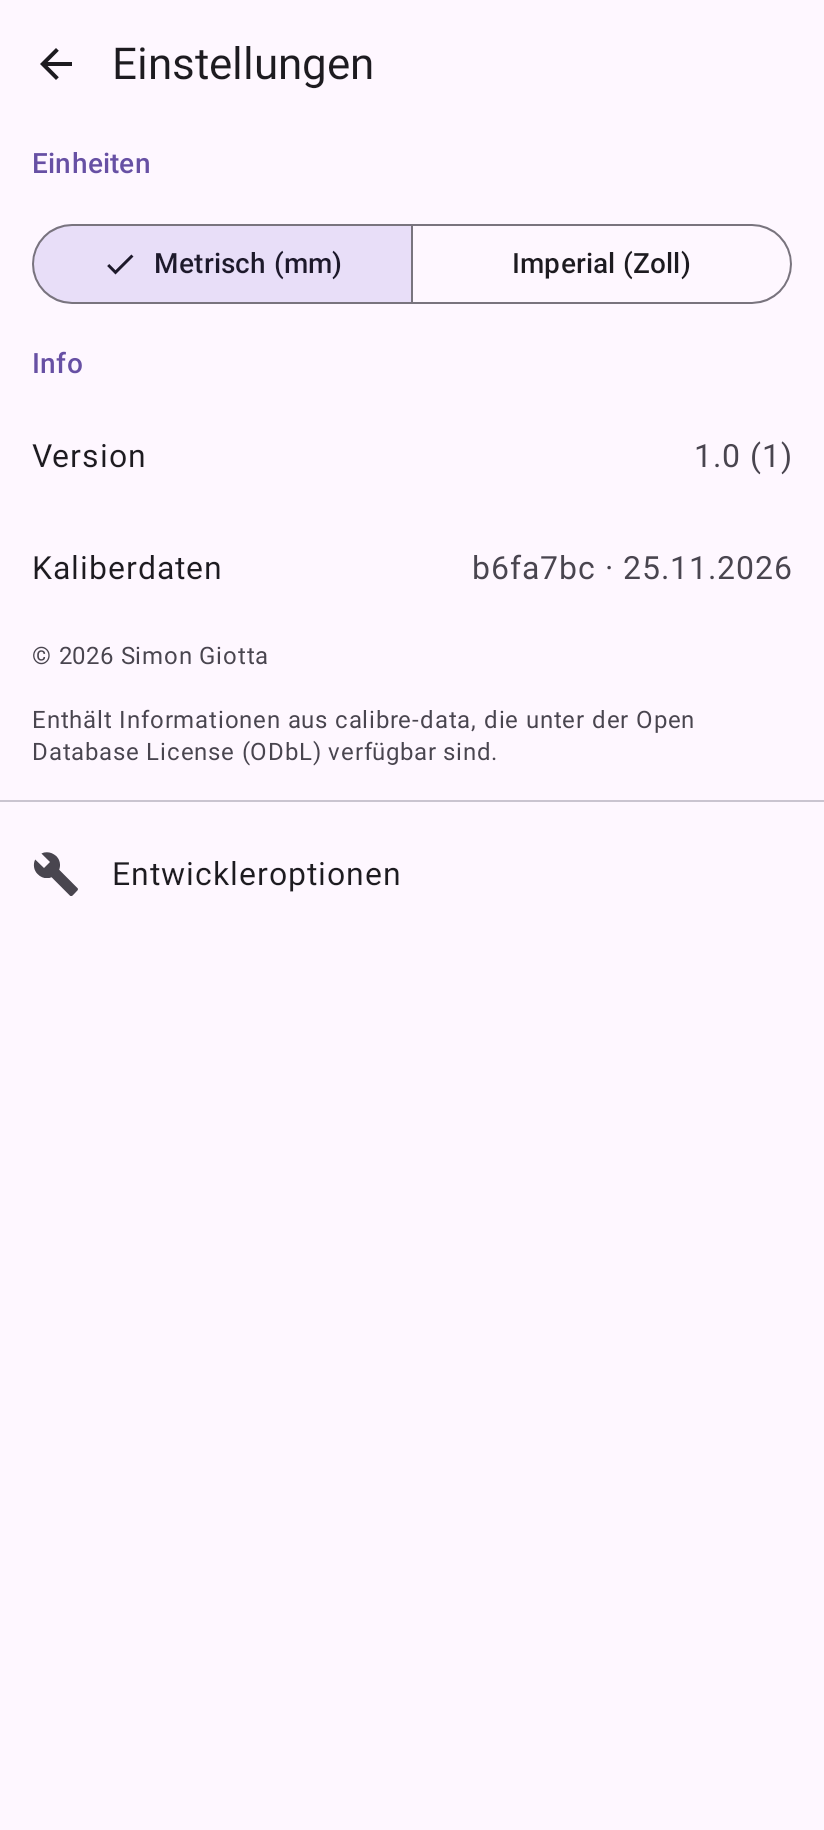 Einstellungen
Einheiten
Metrisch (mm)
Imperial (Zoll)
Info
Version 1.0 (1)
Kaliberdaten b6fa7bc · 25.11.2026
© 2026 Simon Giotta
Enthält Informationen aus calibre-data, die unter der Open
Database License (ODbL) verfügbar sind.
Entwickleroptionen